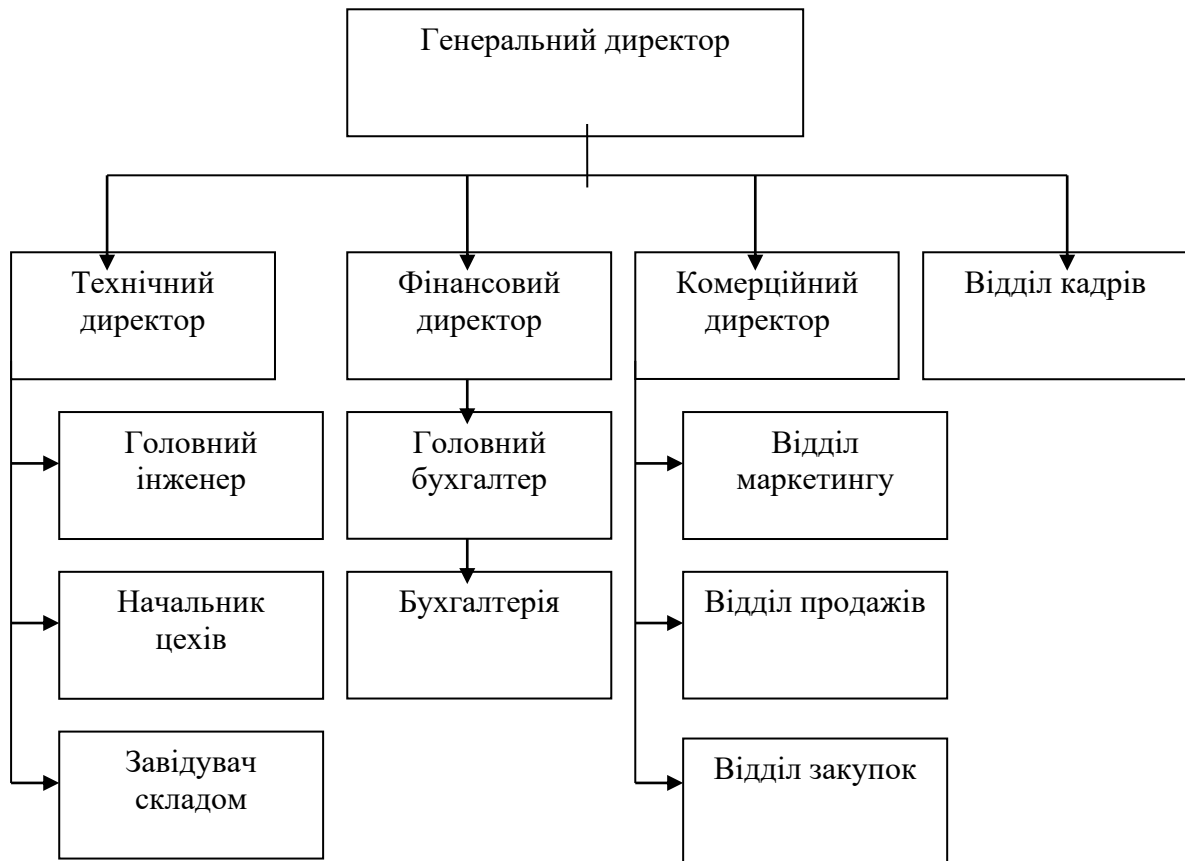 Генеральний директор
Технічний
директор
Фінансовий
директор
Комерційний
директор
Відділ кадрів
Головний
інженер
Головний
бухгалтер
Відділ
маркетингу
Начальник
цехів
Бухгалтерія
Відділ продажів
Завідувач
складом
Відділ закупок